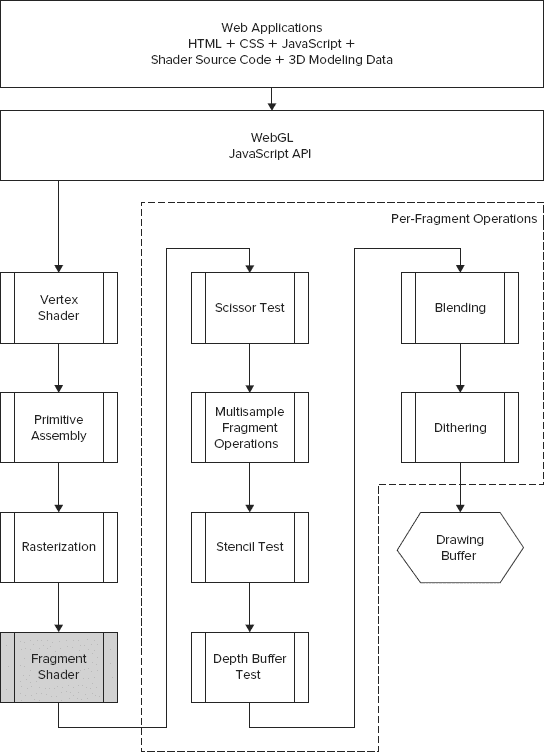 Web Applications
HTML + CSS + JavaScript +
Shader Source Code + 3D Modeling Data
WebGL
JavaScript API
Per-Fragment Operations
Vertex
Shader
Primitive
Assembly
Rasterization
Fragment
Shader
Scissor Test
Multisample
Fragment
Operations
Stencil Test
Depth Buffer
Test
Blending
Dithering
Drawing
Buffer